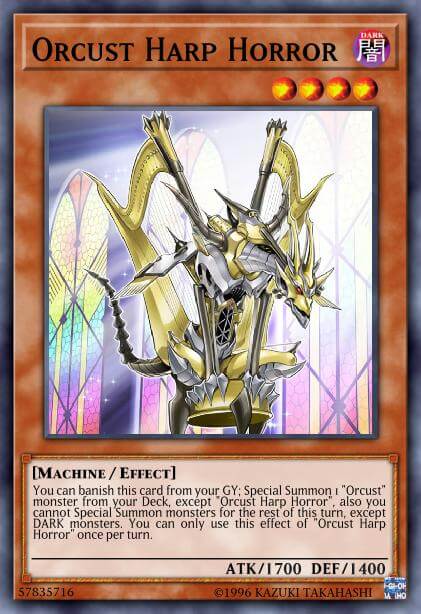 Orcust Harp Horror
DARK
闇
[Machine / Effect]
You can banish this card from your GY; Special Summon 1 "Orcust"
monster from your Deck, except "Orcust Harp Horror", also you
cannot Special Summon monsters for the rest of this turn, except
DARK monsters. You can only use this effect of "Orcust Harp
Horror" once per turn.
ATK/1700 DEF/1400
57835716
©1996 KAZUKI TAKAHASHI